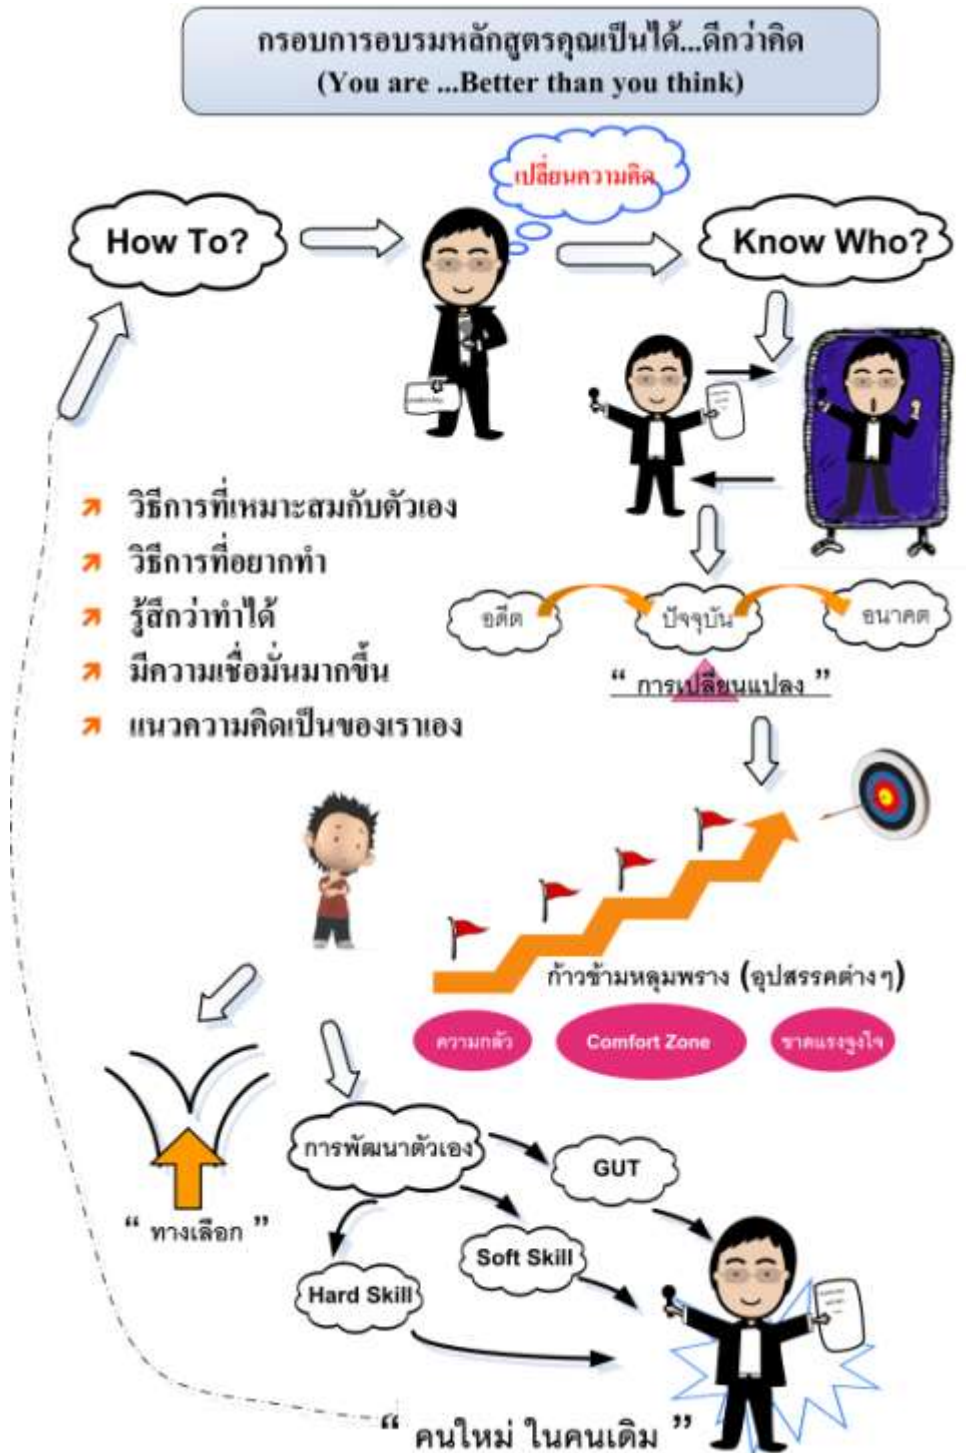 กรอบการอบรมหลักสูตรคุณเป็นได้...ดีกว่าคิด
(You are ...Better than you think)
เปลี่ยนความคิด
How To?
Know Who?
วิธีการที่เหมาะสมกับตัวเอง
วิธีการที่อยากทำ
รู้สึกว่าทำได้
มีความเชื่อมั่นมากขึ้น
แนวความคิดเป็นของเราเอง
อดีต
ปัจจุบัน
อนาคต
“ การเปลี่ยนแปลง ”
ก้าวข้ามหลุมพราง (อุปสรรคต่างๆ)
ความกลัว
Comfort Zone
ขาดแรงจูงใจ
การพัฒนาตัวเอง
GUT
“ ทางเลือก ”
Soft Skill
Hard Skill
“ คนใหม่ ในคนเดิม ”